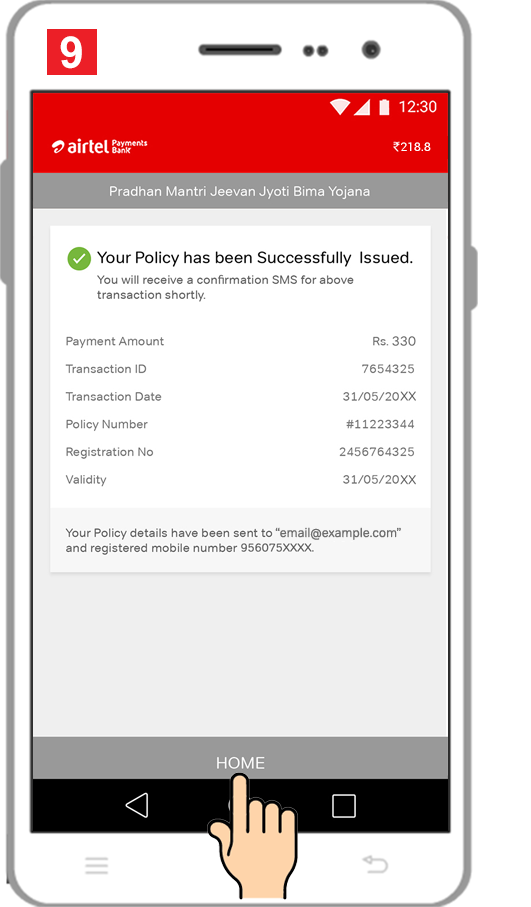 9
12:30
airtel Payments Bank
₹218.8
Pradhan Mantri Jeevan Jyoti Bima Yojana
Your Policy has been Successfully Issued.
You will receive a confirmation SMS for above
transaction shortly.
Payment Amount Rs. 330
Transaction ID 7654325
Transaction Date 31/05/20XX
Policy Number #11223344
Registration No 2456764325
Validity 31/05/20XX
Your Policy details have been sent to “email@example.com”
and registered mobile number 956075XXXX.
HOME